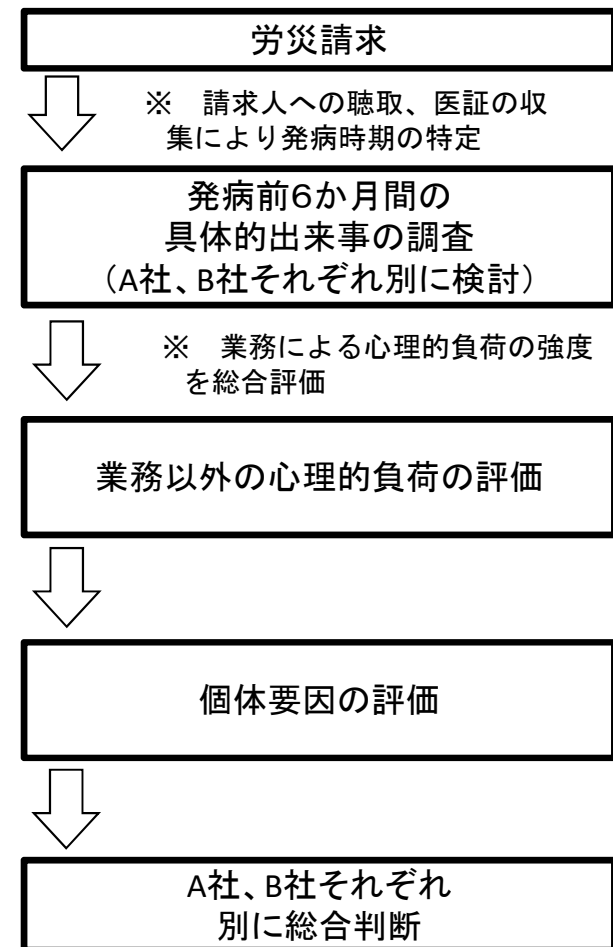 労災請求
※　請求人への聴取、医証の収
集により発病時期の特定
発病前６か月間の
具体的出来事の調査
（A社、B社それぞれ別に検討）
※　業務による心理的負荷の強度
を総合評価
業務以外の心理的負荷の評価
個体要因の評価
A社、B社それぞれ
別に総合判断